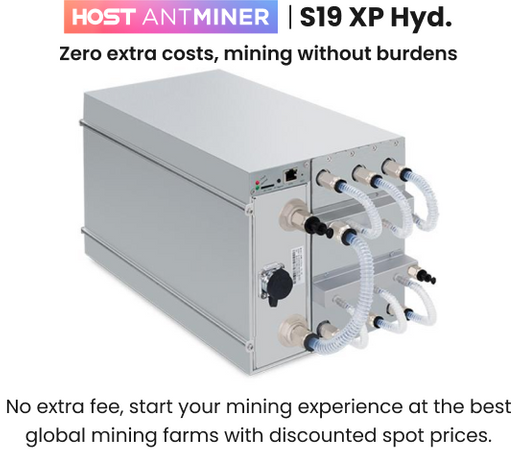 HOST ANTMINER | S19 XP Hyd.
Zero extra costs, mining without burdens
No extra fee, start your mining experience at the best
global mining farms with discounted spot prices.